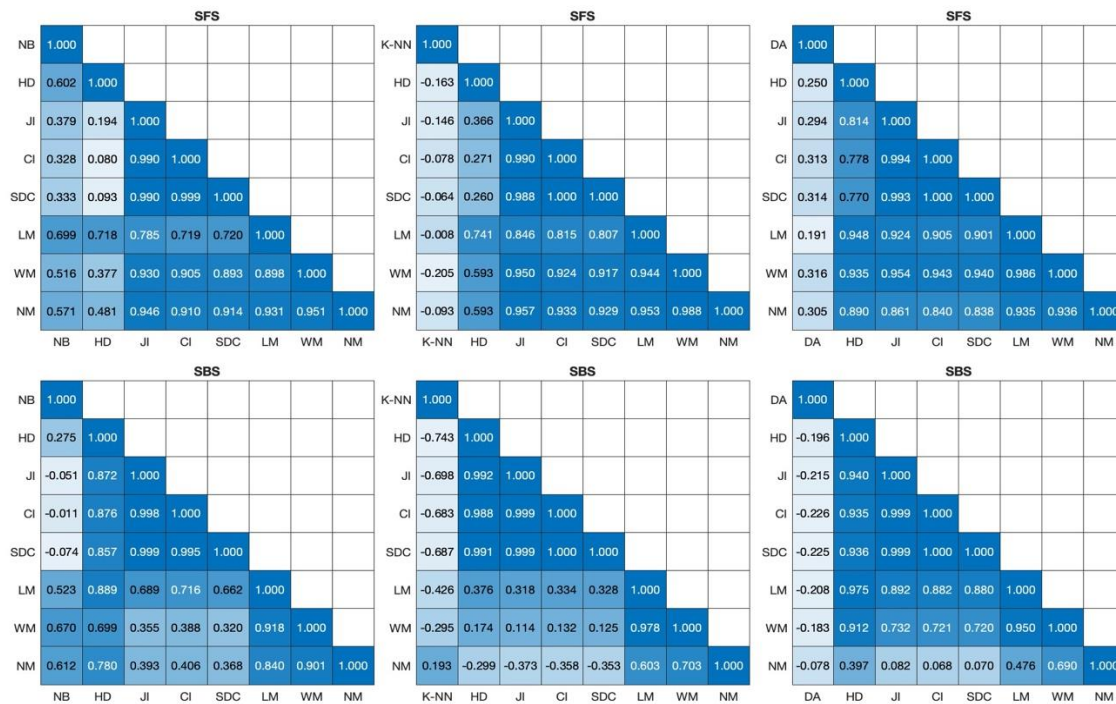 SFS SFS SFS
NB 1.000 K-NN 1.000 DA 1.000
HD 0.602 1.000 HD -0.163 1.000 HD 0.250 1.000
JI 0.379 0.194 1.000 JI -0.146 0.366 1.000 JI 0.294 0.814 1.000
CI 0.328 0.080 0.990 1.000 CI -0.078 0.271 0.990 1.000 CI 0.313 0.778 0.994 1.000
SDC 0.333 0.093 0.990 0.999 1.000 SDC -0.064 0.260 0.988 1.000 1.000 SDC 0.314 0.770 0.993 1.000 1.000
LM 0.699 0.718 0.785 0.719 0.720 1.000 LM -0.008 0.741 0.846 0.815 0.807 1.000 LM 0.191 0.948 0.924 0.905 0.901 1.000
WM 0.516 0.377 0.930 0.905 0.893 0.898 1.000 WM -0.205 0.593 0.950 0.924 0.917 0.944 1.000 WM 0.316 0.935 0.954 0.943 0.940 0.986 1.000
NM 0.571 0.481 0.946 0.910 0.914 0.931 0.951 1.000 NM -0.093 0.593 0.957 0.933 0.929 0.953 0.988 1.000 NM 0.305 0.890 0.861 0.840 0.838 0.935 0.936 1.000
NB HD JI CI SDC LM WM NM K-NN HD JI CI SDC LM WM NM DA HD JI CI SDC LM WM NM
SBS SBS SBS
NB 1.000 K-NN 1.000 DA 1.000
HD 0.275 1.000 HD -0.743 1.000 HD -0.196 1.000
JI -0.051 0.872 1.000 JI -0.698 0.992 1.000 JI -0.215 0.940 1.000
CI -0.011 0.876 0.998 1.000 CI -0.683 0.988 0.999 1.000 CI -0.226 0.935 0.999 1.000
SDC -0.074 0.857 0.999 0.995 1.000 SDC -0.687 0.991 0.999 1.000 1.000 SDC -0.225 0.936 0.999 1.000 1.000
LM 0.523 0.889 0.689 0.716 0.662 1.000 LM -0.426 0.376 0.318 0.334 0.328 1.000 LM -0.208 0.975 0.892 0.882 0.880 1.000
WM 0.670 0.699 0.355 0.388 0.320 0.918 1.000 WM -0.295 0.174 0.114 0.132 0.125 0.978 1.000 WM -0.183 0.912 0.732 0.721 0.720 0.950 1.000
NM 0.612 0.780 0.393 0.406 0.368 0.840 0.901 1.000 NM 0.193 -0.299 -0.373 -0.358 -0.353 0.603 0.703 1.000 NM -0.078 0.397 0.082 0.068 0.070 0.476 0.690 1.000
NB HD JI CI SDC LM WM NM K-NN HD JI CI SDC LM WM NM DA HD JI CI SDC LM WM NM